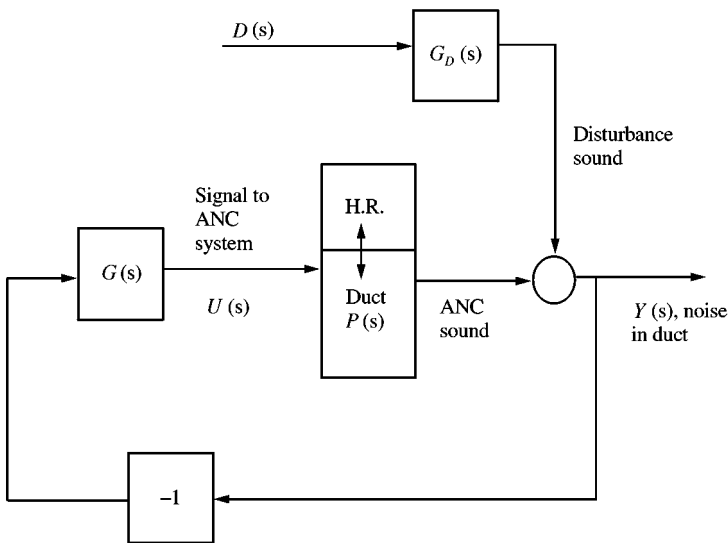 D (s)
G_D (s)
Disturbance
sound
Signal to
ANC
system
H.R.
G (s)
U (s)
Duct
P (s)
ANC
sound
Y (s), noise
in duct
−1